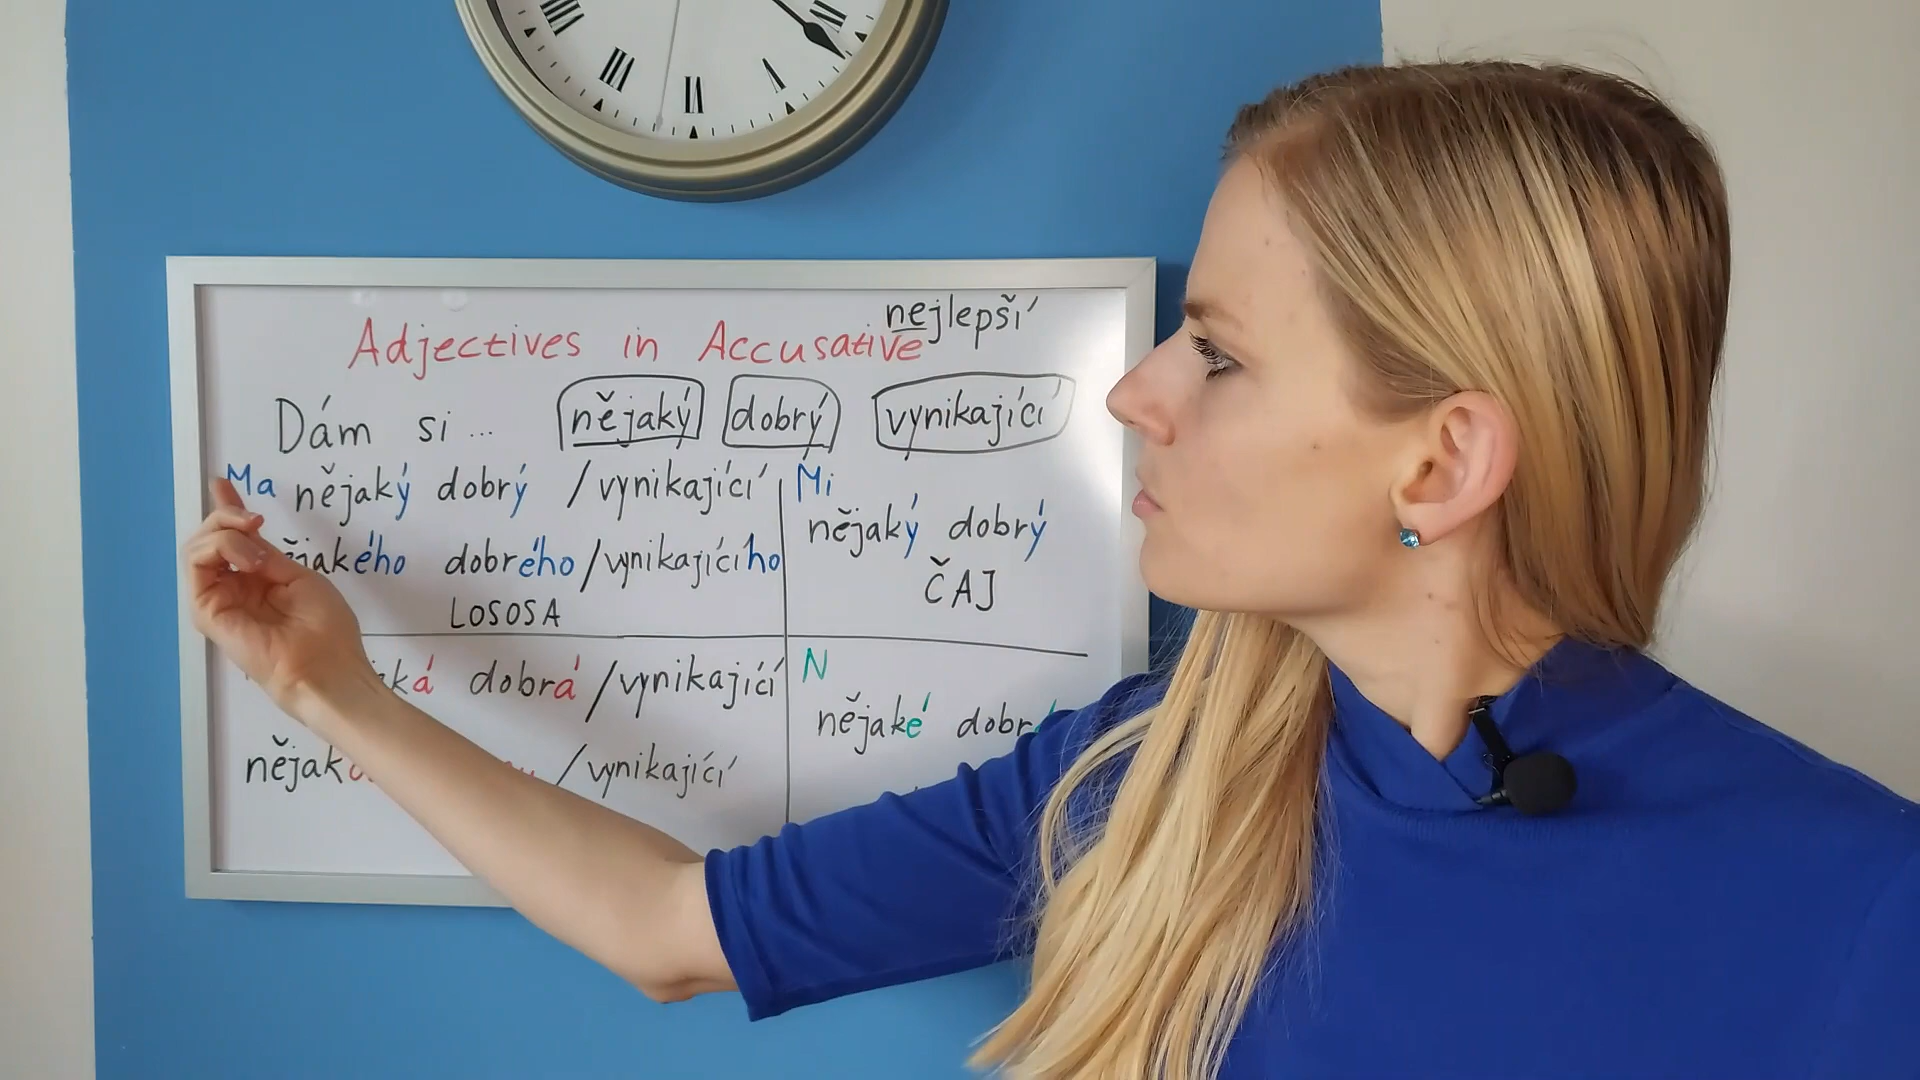 nejlepší
Adjectives in Accusative
Dám si ... nějaký dobrý vynikající
Ma nějaký dobrý / vynikající
dobrého / vynikajícího
LOSOSA
Mi
nějaký dobrý
ČAJ
dobrá / vynikající
/ vynikající
N
nějaké